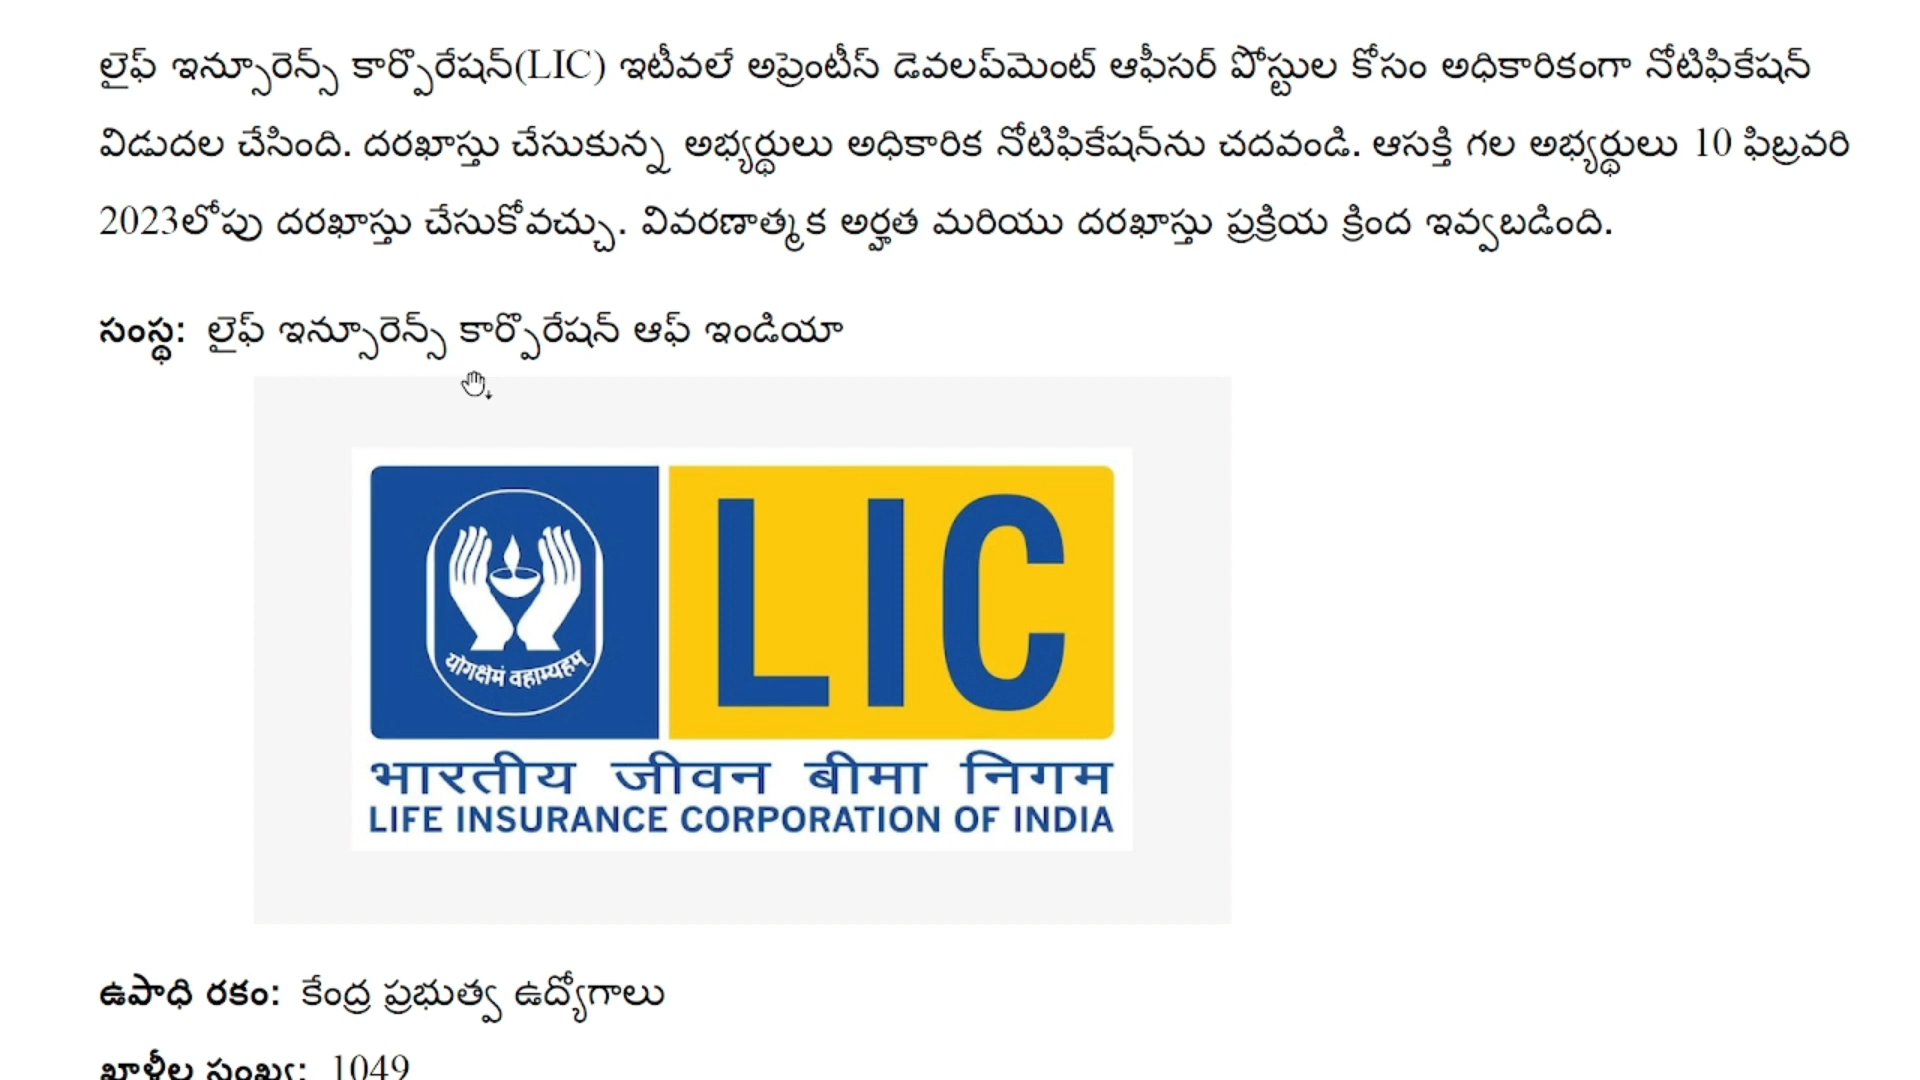 లైఫ్ ఇన్సూరెన్స్ కార్పొరేషన్(LIC) ఇటీవలే అప్రెంటీస్ డెవలప్‌మెంట్ ఆఫీసర్ పోస్టుల కోసం అధికారికంగా నోటిఫికేషన్
విడుదల చేసింది. దరఖాస్తు చేసుకున్న అభ్యర్థులు అధికారిక నోటిఫికేషన్‌ను చదవండి. ఆసక్తి గల అభ్యర్థులు 10 ఫిబ్రవరి
2023లోపు దరఖాస్తు చేసుకోవచ్చు. వివరణాత్మక అర్హత మరియు దరఖాస్తు ప్రక్రియ క్రింద ఇవ్వబడింది.
సంస్థ: లైఫ్ ఇన్సూరెన్స్ కార్పొరేషన్ ఆఫ్ ఇండియా
LIC
योगक्षेमं वहाम्यहम्
भारतीय जीवन बीमा निगम
LIFE INSURANCE CORPORATION OF INDIA
ఉపాధి రకం: కేంద్ర ప్రభుత్వ ఉద్యోగాలు
ఖాళీల సంఖ్య: 1049